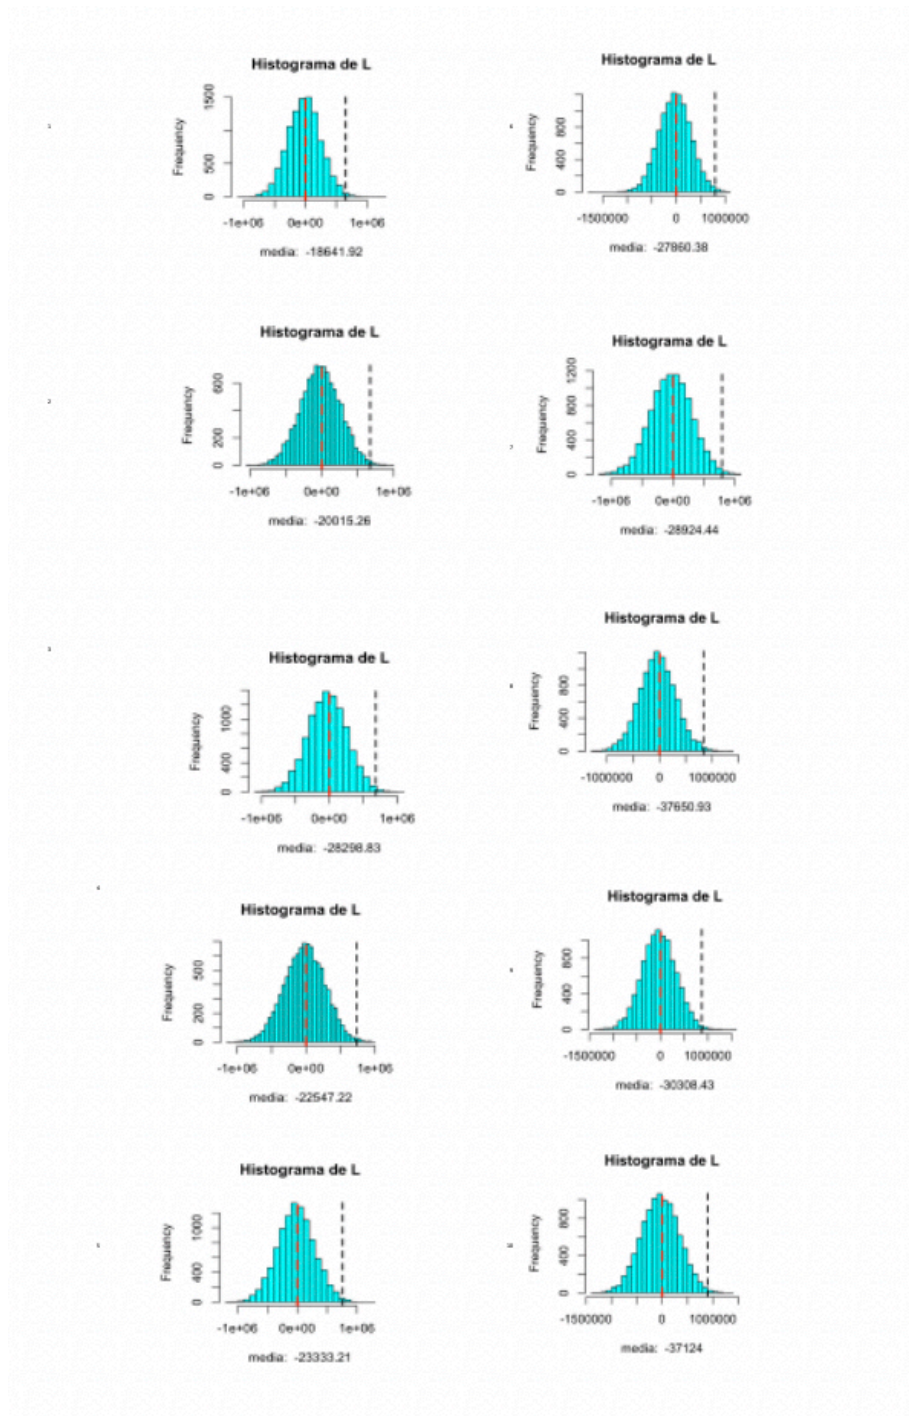 1
Histograma de L
Frequency
1500
500
0
-1e+06 0e+00 1e+06
media: -18641.92
2
Histograma de L
Frequency
600
200
0
-1e+06 0e+00 1e+06
media: -20015.26
3
Histograma de L
Frequency
1000
400
0
-1e+06 0e+00 1e+06
media: -28298.83
4
Histograma de L
Frequency
500
200
0
-1e+06 0e+00 1e+06
media: -22547.22
5
Histograma de L
Frequency
1000
400
0
-1e+06 0e+00 1e+06
media: -23333.21
Histograma de L
Frequency
800
400
0
-1500000 0 1000000
media: -27860.38
7
Histograma de L
Frequency
1200
800
400
0
-1e+06 0e+00 1e+06
media: -28924.44
Histograma de L
Frequency
800
400
0
-1000000 0 1000000
media: -37650.93
Histograma de L
Frequency
800
400
0
-1500000 0 1000000
media: -30308.43
10
Histograma de L
Frequency
800
400
0
-1500000 0 1000000
media: -37124